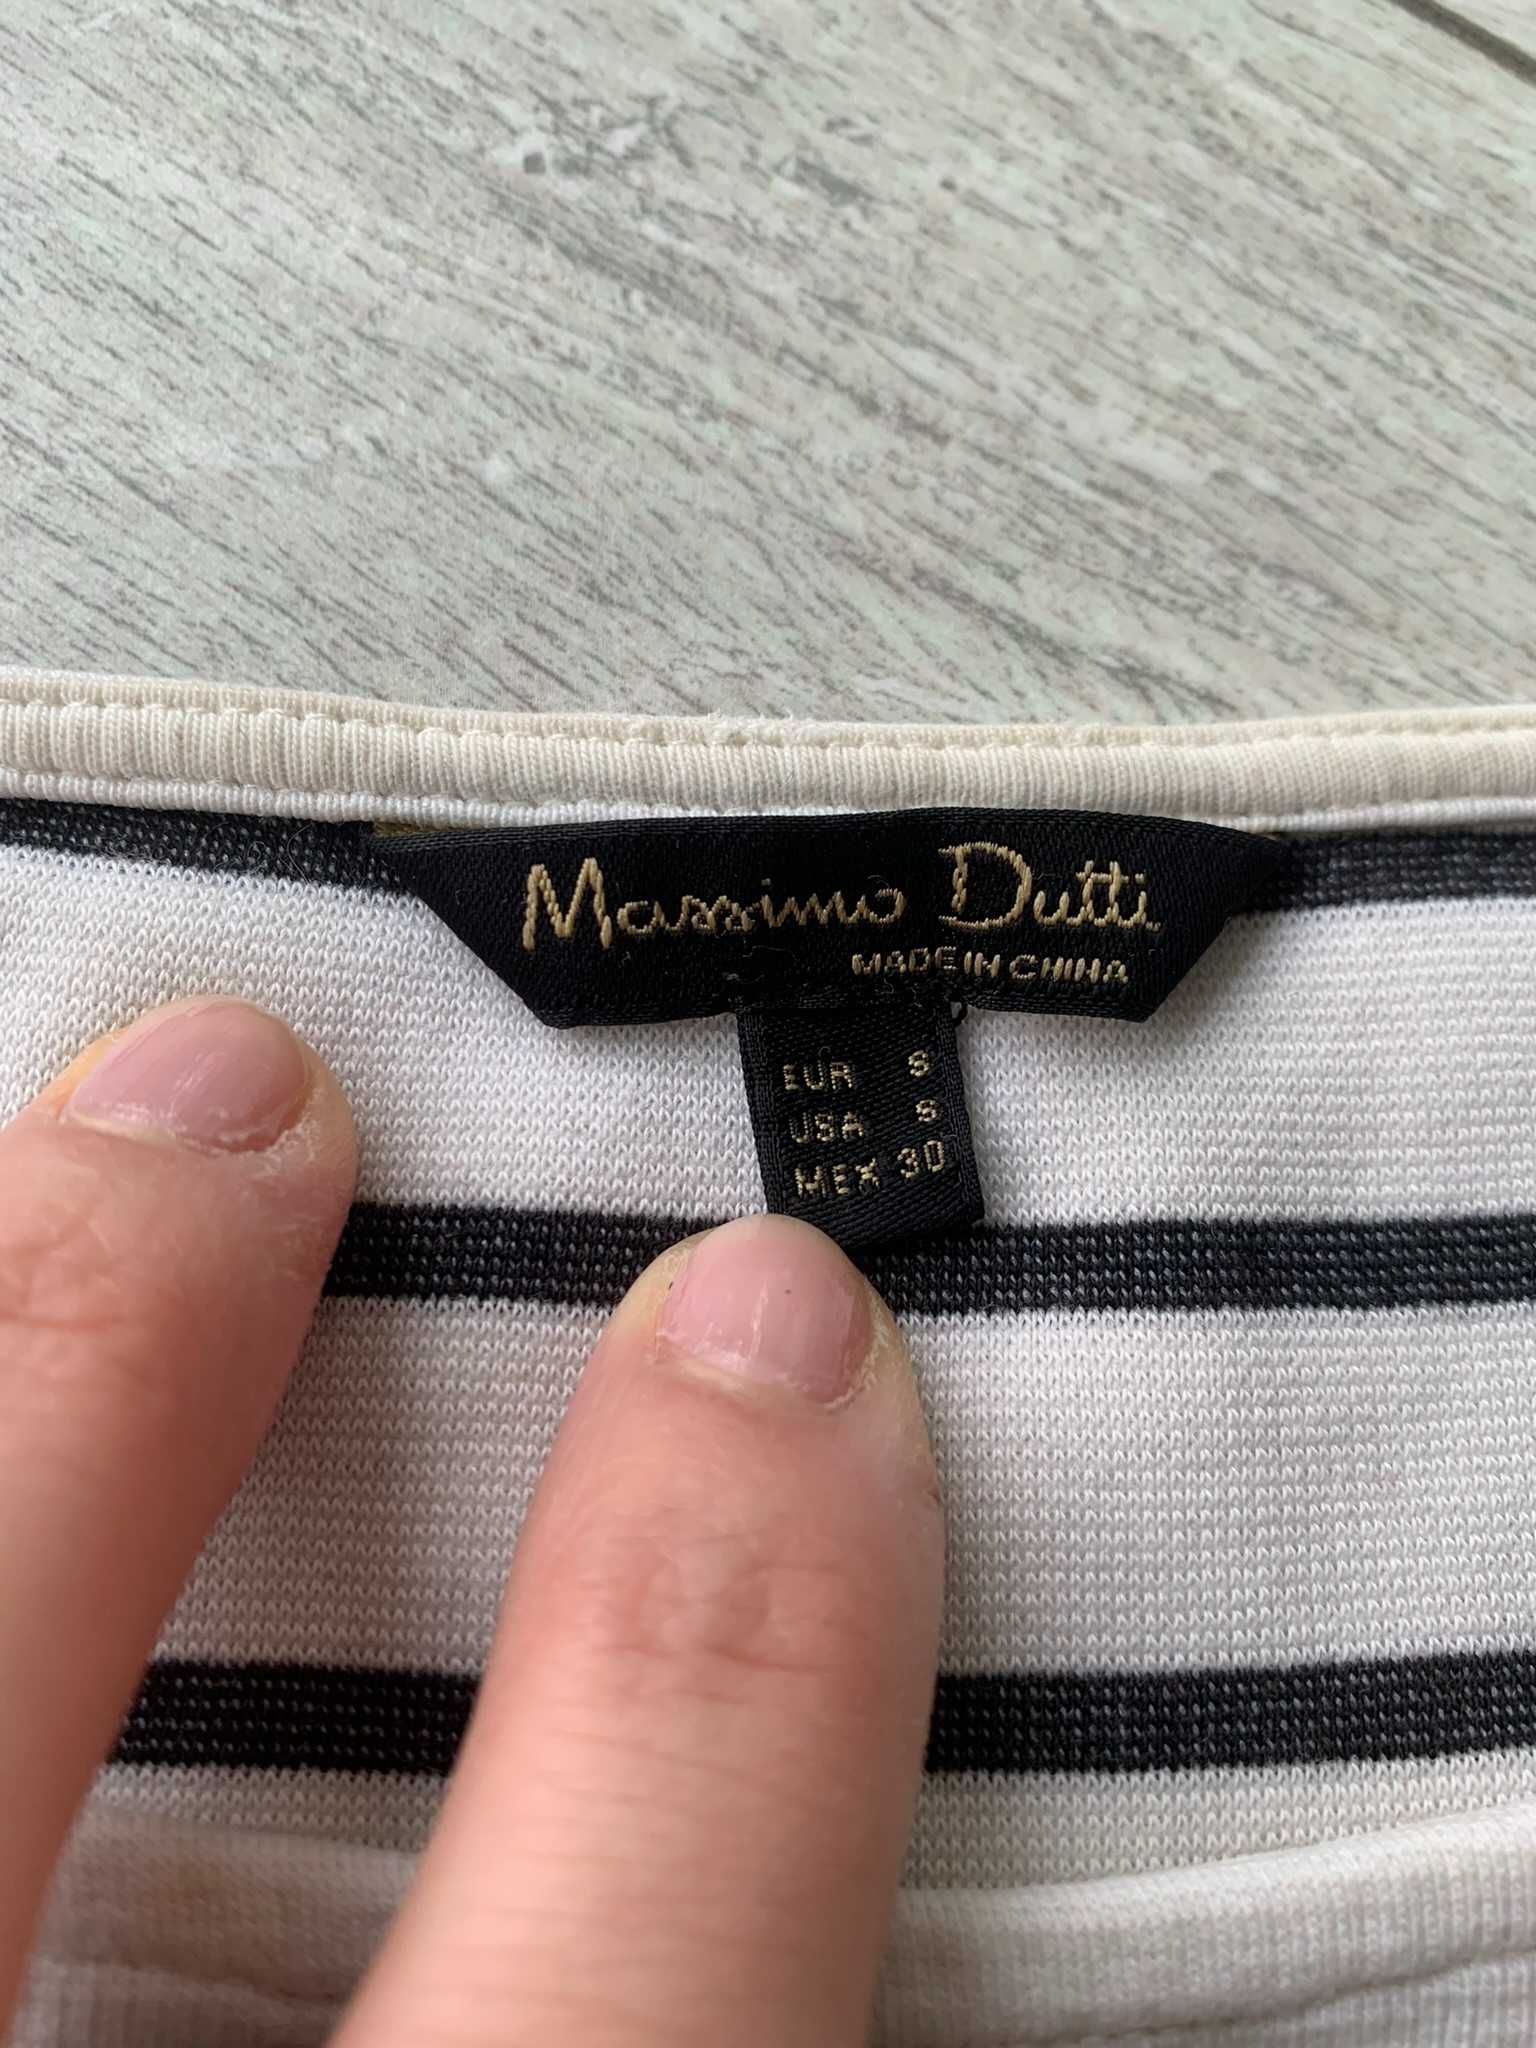 Massimo Dutti
MADE IN CHINA
EUR S
USA S
MEX 30